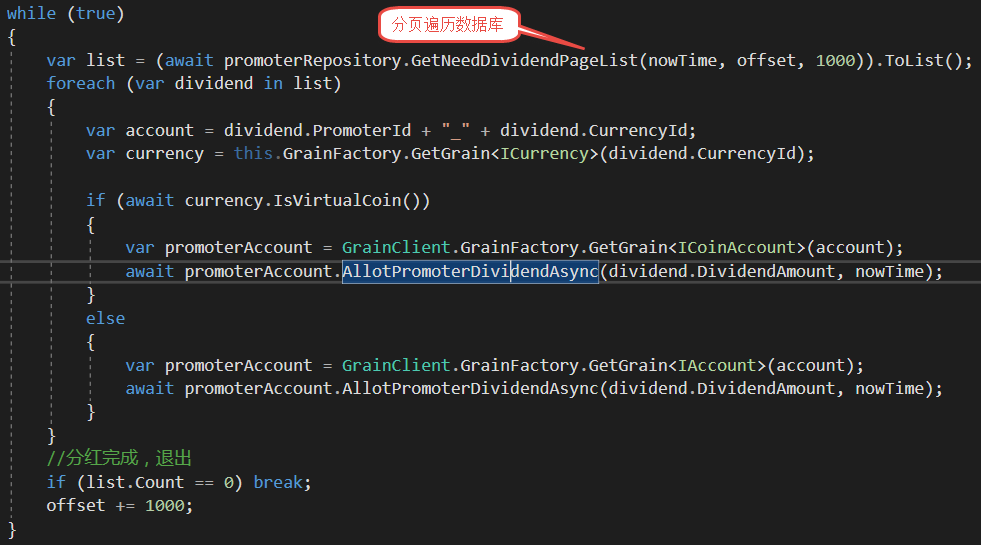 while (true)
分页遍历数据库
{
var list = (await promoterRepository.GetNeedDividendPageList(nowTime, offset, 1000)).ToList();
foreach (var dividend in list)
{
var account = dividend.PromoterId + "_" + dividend.CurrencyId;
var currency = this.GrainFactory.GetGrain<ICurrency>(dividend.CurrencyId);
if (await currency.IsVirtualCoin())
{
var promoterAccount = GrainClient.GrainFactory.GetGrain<ICoinAccount>(account);
await promoterAccount.AllotPromoterDividendAsync(dividend.DividendAmount, nowTime);
}
else
{
var promoterAccount = GrainClient.GrainFactory.GetGrain<IAccount>(account);
await promoterAccount.AllotPromoterDividendAsync(dividend.DividendAmount, nowTime);
}
}
//分红完成，退出
if (list.Count == 0) break;
offset += 1000;
}